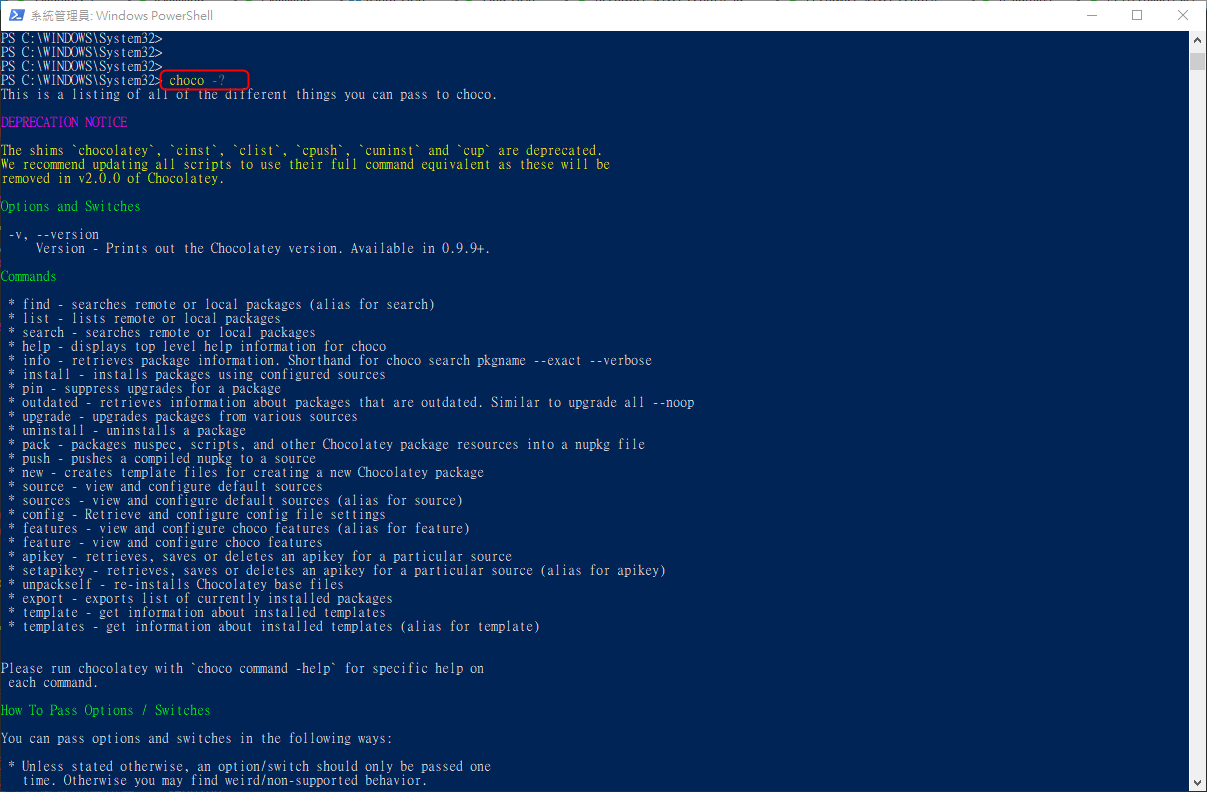 系統管理員: Windows PowerShell
PS C:\WINDOWS\System32>
PS C:\WINDOWS\System32>
PS C:\WINDOWS\System32>
PS C:\WINDOWS\System32> choco -?
This is a listing of all of the different things you can pass to choco.
DEPRECATION NOTICE
The shims `chocolatey`, `cinst`, `clist`, `cpush`, `cuninst` and `cup` are deprecated.
We recommend updating all scripts to use their full command equivalent as these will be
removed in v2.0.0 of Chocolatey.
Options and Switches
-v, --version
Version - Prints out the Chocolatey version. Available in 0.9.9+.
Commands
* find - searches remote or local packages (alias for search)
* list - lists remote or local packages
* search - searches remote or local packages
* help - displays top level help information for choco
* info - retrieves package information. Shorthand for choco search pkgname --exact --verbose
* install - installs packages using configured sources
* pin - suppress upgrades for a package
* outdated - retrieves information about packages that are outdated. Similar to upgrade all --noop
* upgrade - upgrades packages from various sources
* uninstall - uninstalls a package
* pack - packages nuspec, scripts, and other Chocolatey package resources into a nupkg file
* push - pushes a compiled nupkg to a source
* new - creates template files for creating a new Chocolatey package
* source - view and configure default sources
* sources - view and configure default sources (alias for source)
* config - Retrieve and configure config file settings
* features - view and configure choco features (alias for feature)
* feature - view and configure choco features
* apikey - retrieves, saves or deletes an apikey for a particular source
* setapikey - retrieves, saves or deletes an apikey for a particular source (alias for apikey)
* unpackself - re-installs Chocolatey base files
* export - exports list of currently installed packages
* template - get information about installed templates
* templates - get information about installed templates (alias for template)
Please run chocolatey with `choco command -help` for specific help on
each command.
How To Pass Options / Switches
You can pass options and switches in the following ways:
* Unless stated otherwise, an option/switch should only be passed one
time. Otherwise you may find weird/non-supported behavior.